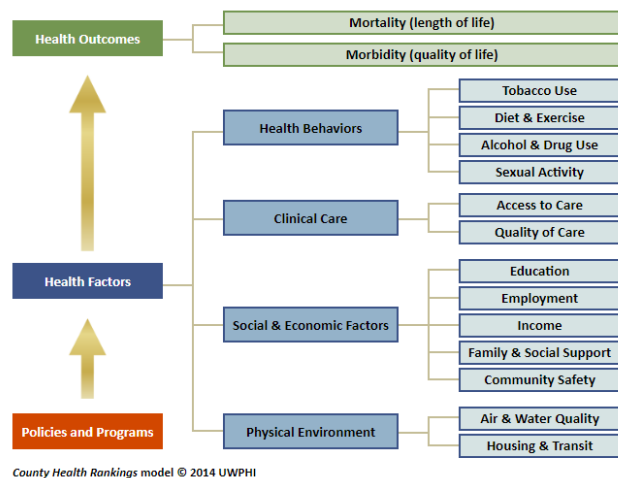 Health Outcomes
Mortality (length of life)
Morbidity (quality of life)
Health Behaviors
Tobacco Use
Diet & Exercise
Alcohol & Drug Use
Sexual Activity
Clinical Care
Access to Care
Quality of Care
Health Factors
Social & Economic Factors
Education
Employment
Income
Family & Social Support
Community Safety
Policies and Programs
Physical Environment
Air & Water Quality
Housing & Transit
County Health Rankings model © 2014 UWPHI